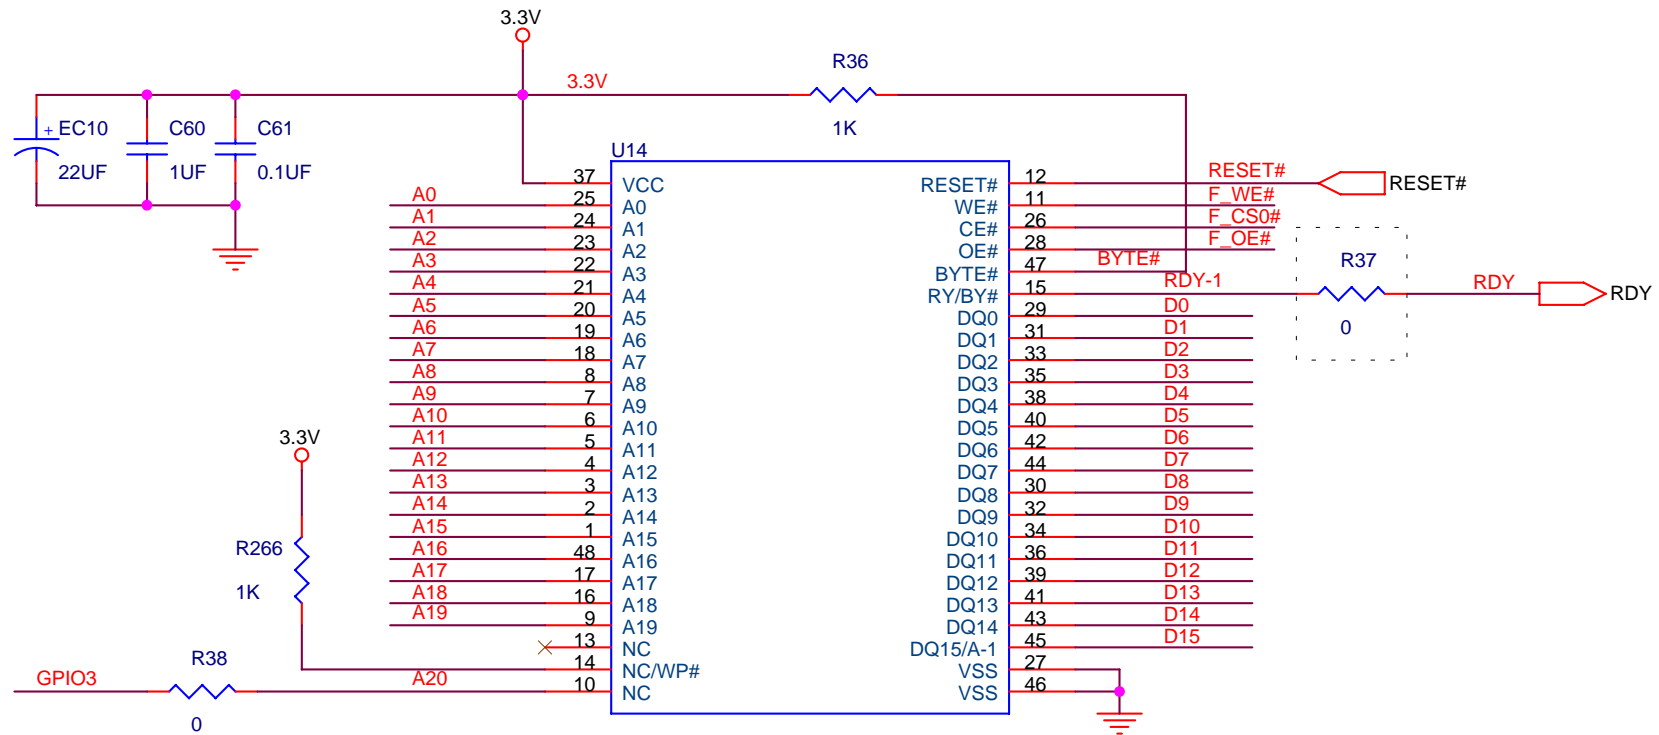 3.3V
3.3V
R36
1K
+ EC10
22UF
C60
1UF
C61
0.1UF
U14
A0 25 A0
A1 24 A1
A2 23 A2
A3 22 A3
A4 21 A4
A5 20 A5
A6 19 A6
A7 18 A7
A8 8 A8
A9 7 A9
A10 6 A10
A11 5 A11
A12 4 A12
A13 3 A13
A14 2 A14
A15 1 A15
A16 48 A16
A17 17 A17
A18 16 A18
A19 9 A19
37 VCC
13 NC
14 NC/WP#
A20 10 NC
3.3V
R266
1K
GPIO3
R38
0
RESET# 12 RESET# RESET#
WE# 11 F_WE#
CE# 26 F_CS0#
OE# 28 F_OE#
BYTE# 47 BYTE#
RY/BY# 15 RDY-1
R37
0
RDY RDY
DQ0 29 D0
DQ1 31 D1
DQ2 33 D2
DQ3 35 D3
DQ4 38 D4
DQ5 40 D5
DQ6 42 D6
DQ7 44 D7
DQ8 30 D8
DQ9 32 D9
DQ10 34 D10
DQ11 36 D11
DQ12 39 D12
DQ13 41 D13
DQ14 43 D14
DQ15/A-1 45 D15
VSS 27
VSS 46